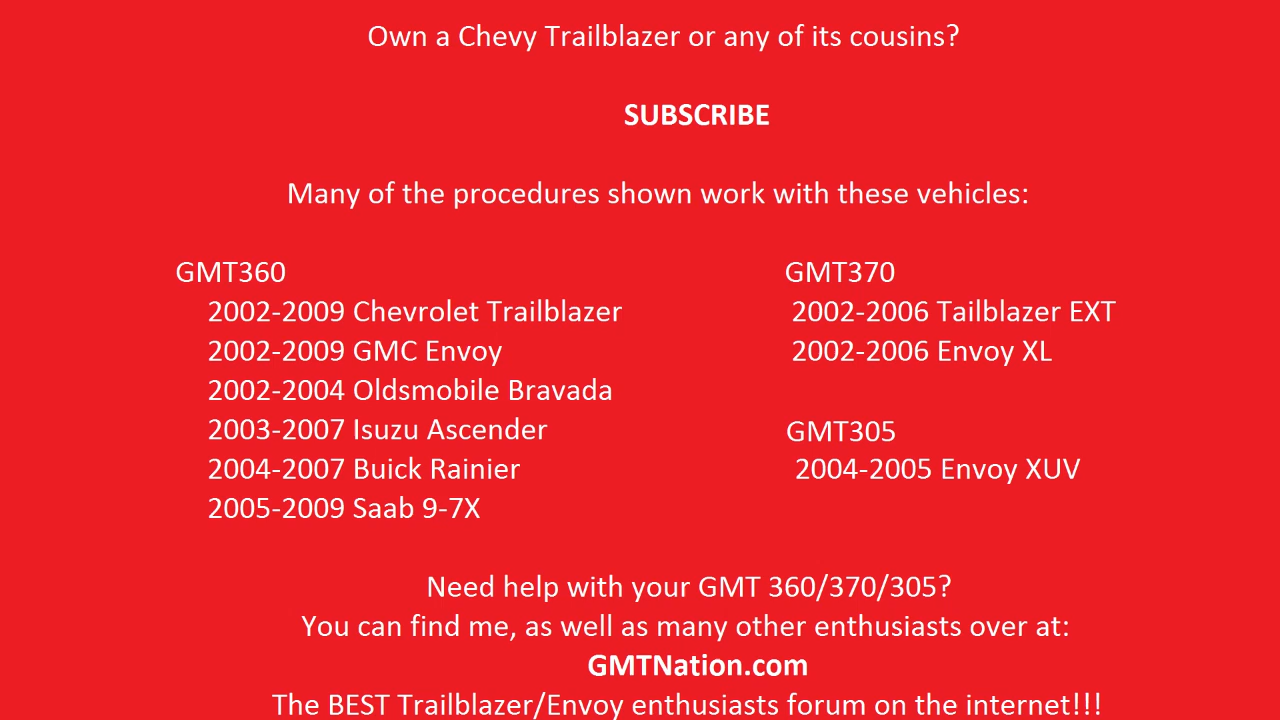 Own a Chevy Trailblazer or any of its cousins?
SUBSCRIBE
Many of the procedures shown work with these vehicles:
GMT360
2002-2009 Chevrolet Trailblazer
2002-2009 GMC Envoy
2002-2004 Oldsmobile Bravada
2003-2007 Isuzu Ascender
2004-2007 Buick Rainier
2005-2009 Saab 9-7X
GMT370
2002-2006 Tailblazer EXT
2002-2006 Envoy XL
GMT305
2004-2005 Envoy XUV
Need help with your GMT 360/370/305?
You can find me, as well as many other enthusiasts over at:
GMTNation.com
The BEST Trailblazer/Envoy enthusiasts forum on the internet!!!